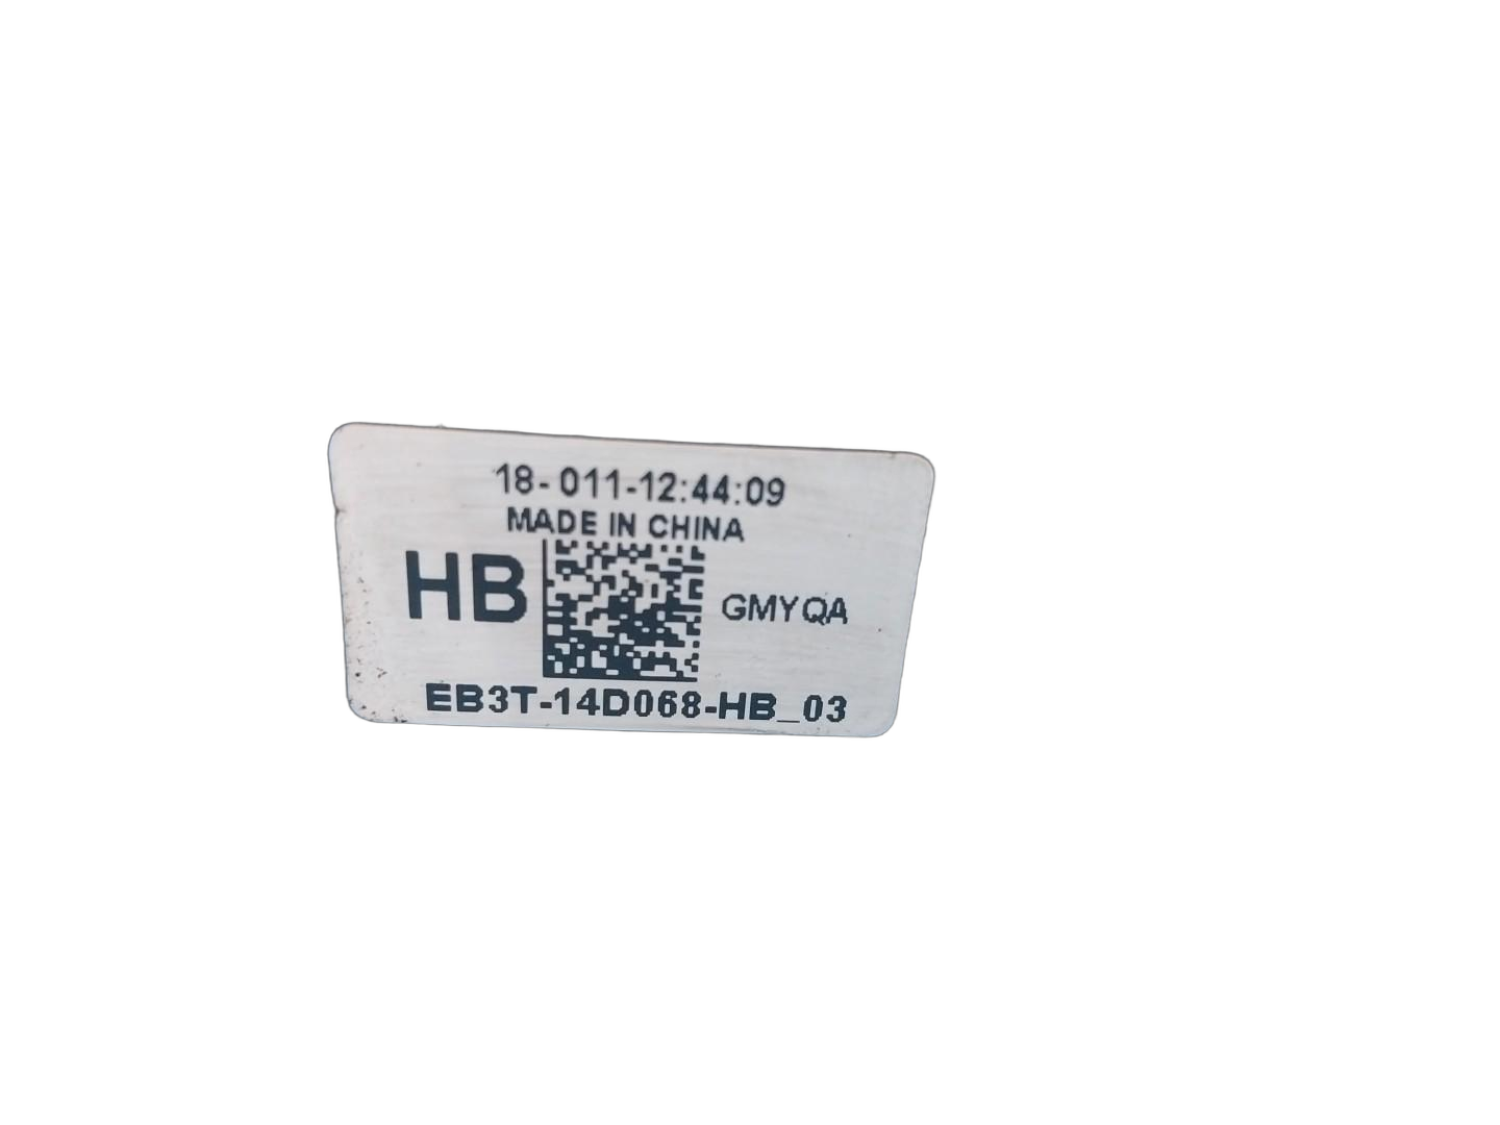 18-011-12:44:09
MADE IN CHINA
HB
GMYQA
EB3T-14D068-HB_03